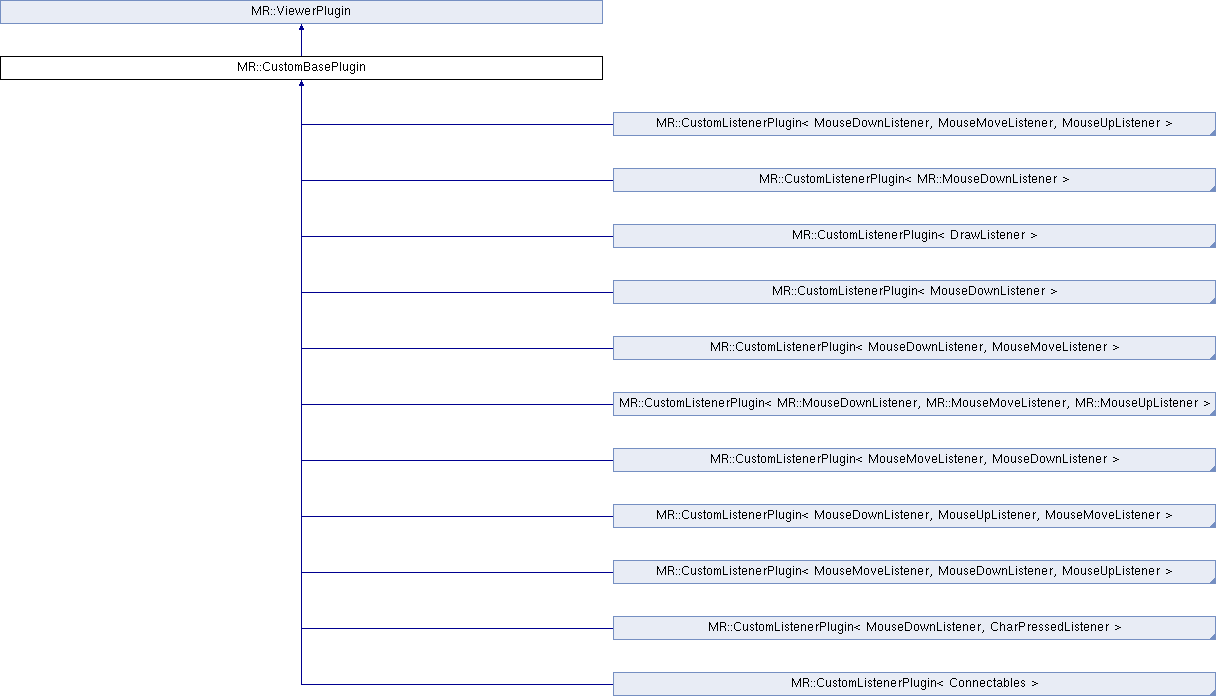 MR::ViewerPlugin
MR::CustomBasePlugin
MR::CustomListenerPlugin< MouseDownListener, MouseMoveListener, MouseUpListener >
MR::CustomListenerPlugin< MR::MouseDownListener >
MR::CustomListenerPlugin< DrawListener >
MR::CustomListenerPlugin< MouseDownListener >
MR::CustomListenerPlugin< MouseDownListener, MouseMoveListener >
MR::CustomListenerPlugin< MR::MouseDownListener, MR::MouseMoveListener, MR::MouseUpListener >
MR::CustomListenerPlugin< MouseMoveListener, MouseDownListener >
MR::CustomListenerPlugin< MouseDownListener, MouseUpListener, MouseMoveListener >
MR::CustomListenerPlugin< MouseMoveListener, MouseDownListener, MouseUpListener >
MR::CustomListenerPlugin< MouseDownListener, CharPressedListener >
MR::CustomListenerPlugin< Connectables >